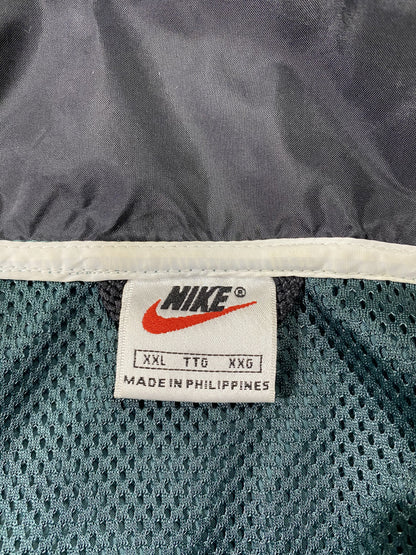 NIKE ®
XXL TTG XXG
MADE IN PHILIPPINES